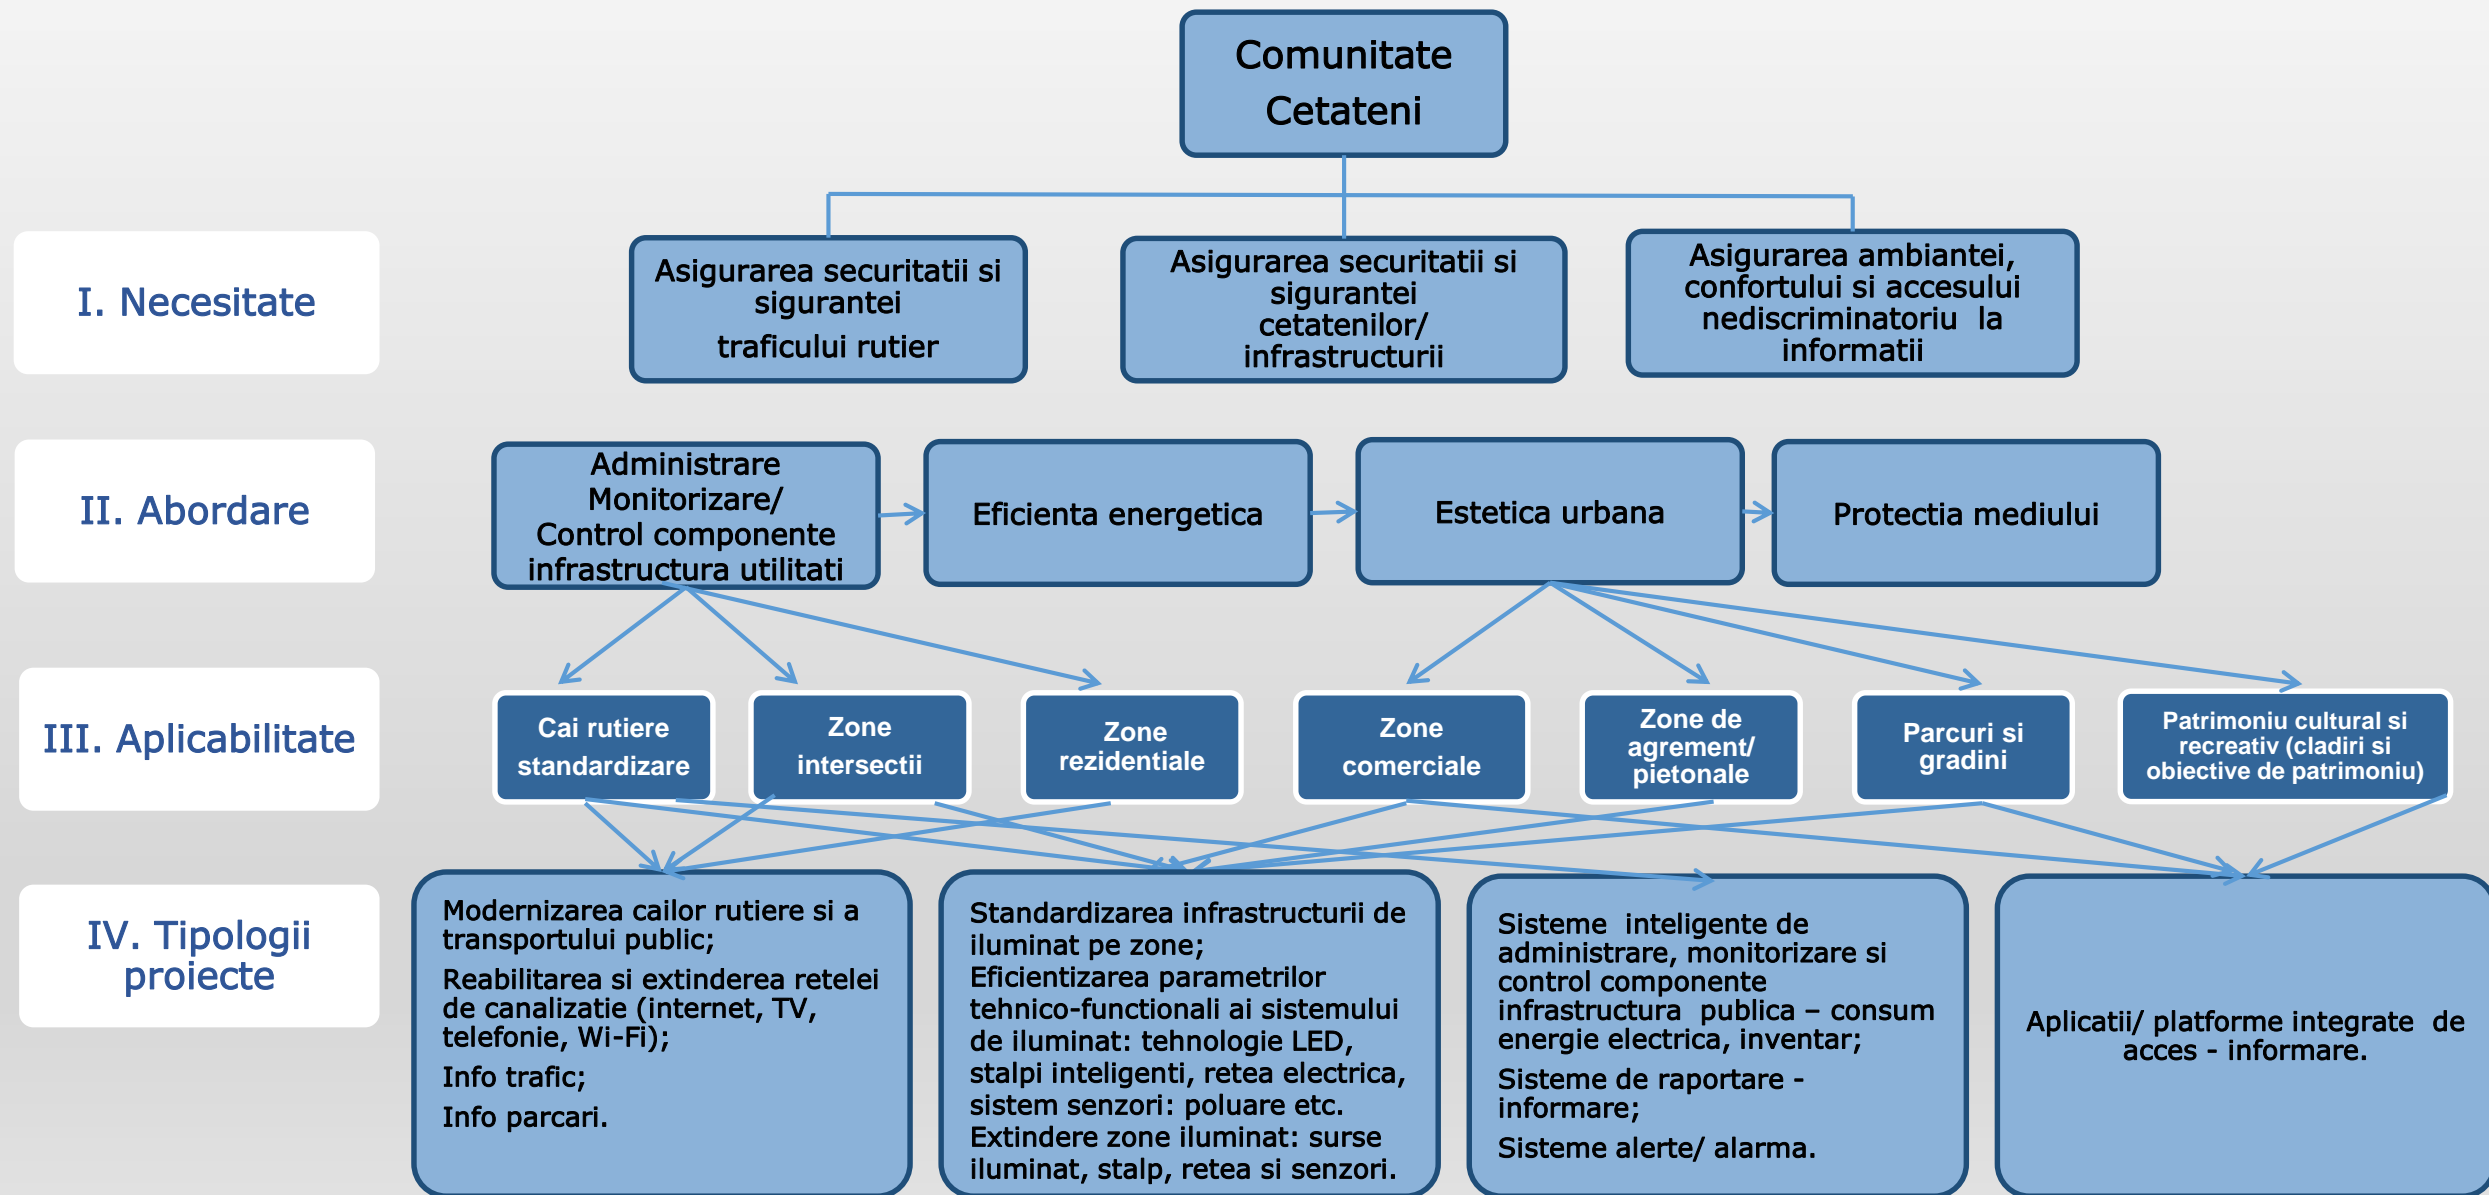 Comunitate
Cetateni
I. Necesitate
Asigurarea securitatii si
sigurantei
traficului rutier
Asigurarea securitatii si
sigurantei
cetatenilor/
infrastructurii
Asigurarea ambiantei,
confortului si accesului
nediscriminatoriu la
informatii
II. Abordare
Administrare
Monitorizare/
Control componente
infrastructura utilitati
Eficienta energetica
Estetica urbana
Protectia mediului
III. Aplicabilitate
Cai rutiere
standardizare
Zone
intersectii
Zone
rezidentiale
Zone
comerciale
Zone de
agrement/
pietonale
Parcuri si
gradini
Patrimoniu cultural si
recreativ (cladiri si
obiective de patrimoniu)
IV. Tipologii
proiecte
Modernizarea cailor rutiere si a
transportului public;
Reabilitarea si extinderea retelei
de canalizatie (internet, TV,
telefonie, Wi-Fi);
Info trafic;
Info parcari.
Standardizarea infrastructurii de
iluminat pe zone;
Eficientizarea parametrilor
tehnico-functionali ai sistemului
de iluminat: tehnologie LED,
stalpi inteligenti, retea electrica,
sistem senzori: poluare etc.
Extindere zone iluminat: surse
iluminat, stalp, retea si senzori.
Sisteme inteligente de
administrare, monitorizare si
control componente
infrastructura publica – consum
energie electrica, inventar;
Sisteme de raportare -
informare;
Sisteme alerte/ alarma.
Aplicatii/ platforme integrate de
acces - informare.